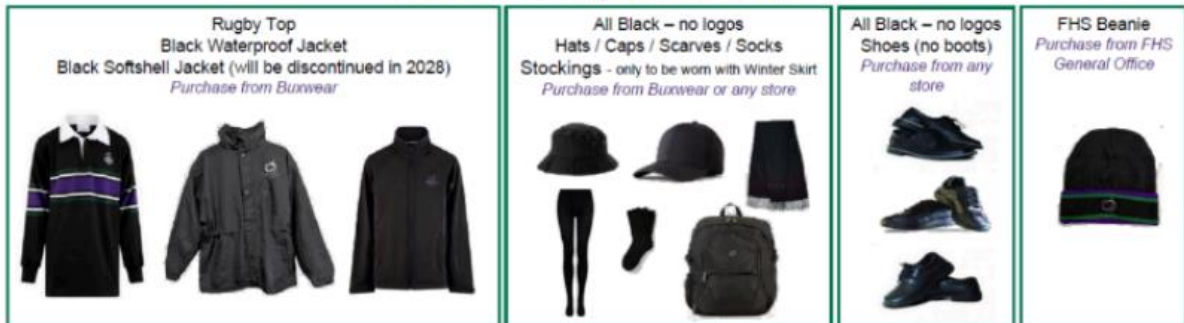 Rugby Top
Black Waterproof Jacket
Black Softshell Jacket (will be discontinued in 2028)
Purchase from Buxwear
All Black – no logos
Hats / Caps / Scarves / Socks
Stockings - only to be worn with Winter Skirt
Purchase from Buxwear or any store
All Black – no logos
Shoes (no boots)
Purchase from any
store
FHS Beanie
Purchase from FHS
General Office